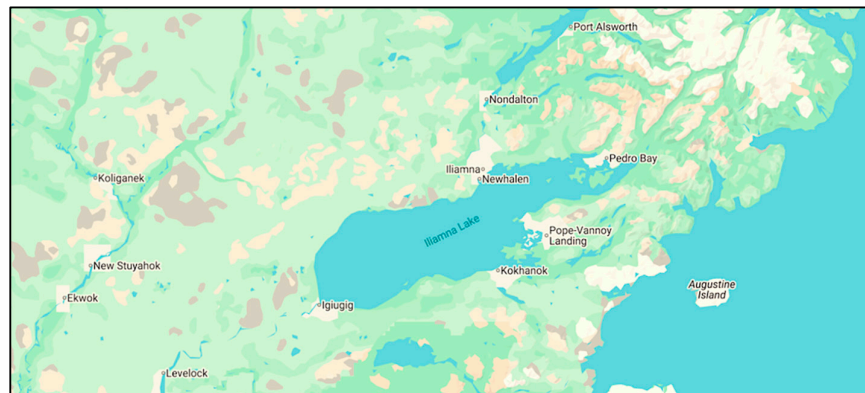 Port Alsworth
Nondalton
Pedro Bay
Iliamna
Newhalen
Koliganek
Iliamna Lake
Pope-Vannoy
Landing
New Stuyahok
Kokhanok
Augustine
Island
Ekwok
Igiugig
Levelock